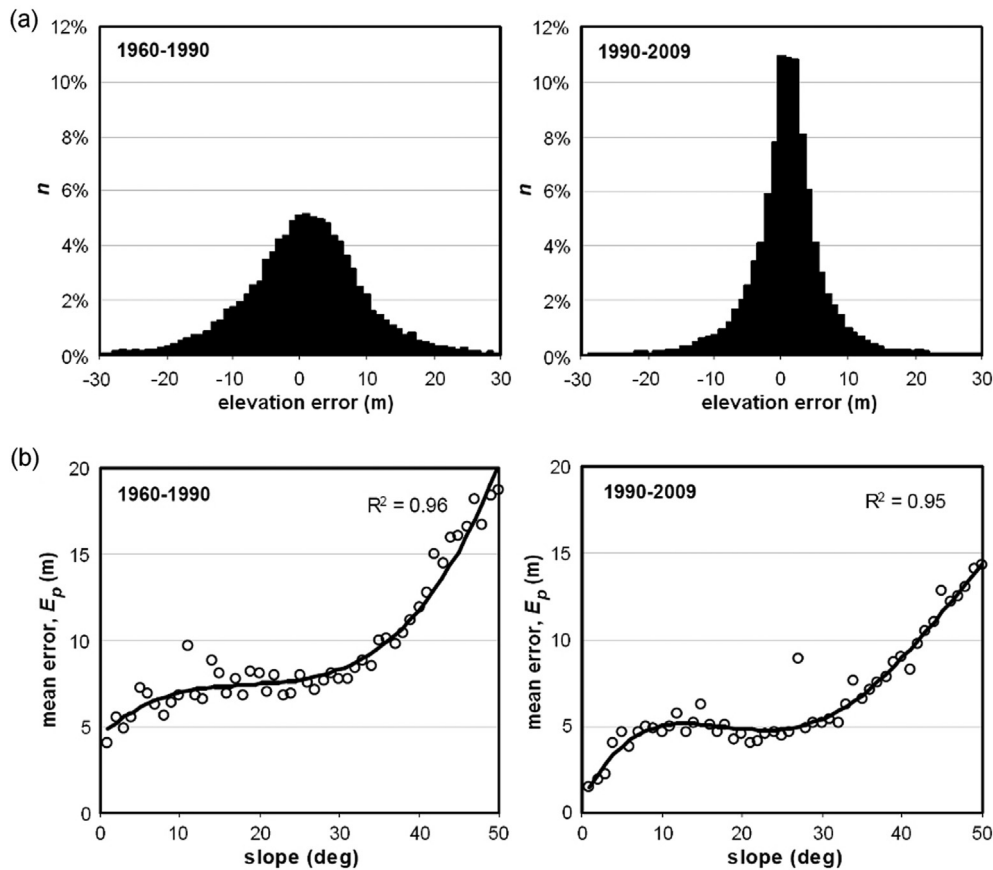 (a)
12%
10%
8%
6%
4%
2%
0%
n
1960-1990
-30 -20 -10 0 10 20 30
elevation error (m)
12%
10%
8%
6%
4%
2%
0%
n
1990-2009
-30 -20 -10 0 10 20 30
elevation error (m)
(b)
20
15
10
5
0
mean error, Ep (m)
1960-1990
R² = 0.96
0 10 20 30 40 50
slope (deg)
20
15
10
5
0
mean error, Ep (m)
1990-2009
R² = 0.95
0 10 20 30 40 50
slope (deg)